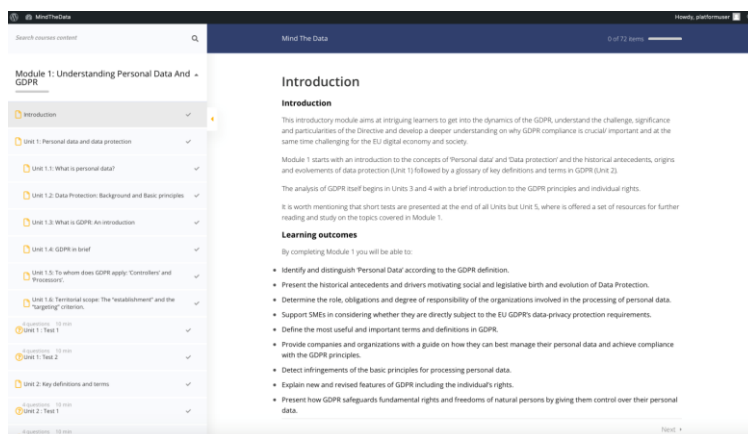 MindTheData
Howdy, platformuser
Search courses content
Mind The Data
0 of 72 items
Module 1: Understanding Personal Data And
GDPR
Introduction
Unit 1: Personal data and data protection
Unit 1.1: What is personal data?
Unit 1.2: Data Protection: Background and Basic principles
Unit 1.3: What is GDPR: An introduction
Unit 1.4: GDPR in brief
Unit 1.5: To whom does GDPR apply: 'Controllers' and
'Processors'.
Unit 1.6: Territorial scope: The "establishment" and the
"targeting" criterion.
4 questions 10 min
Unit 1 : Test 1
4 questions 10 min
Unit 1: Test 2
Unit 2: Key definitions and terms
4 questions 10 min
Unit 2 : Test 1
4 questions 10 min
Introduction
Introduction
This introductory module aims at intriguing learners to get into the dynamics of the GDPR, understand the challenge, significance
and particularities of the Directive and develop a deeper understanding on why GDPR compliance is crucial/ important and at the
same time challenging for the EU digital economy and society.
Module 1 starts with an introduction to the concepts of 'Personal data' and 'Data protection' and the historical antecedents, origins
and evolvements of data protection (Unit 1) followed by a glossary of key definitions and terms in GDPR (Unit 2).
The analysis of GDPR itself begins in Units 3 and 4 with a brief introduction to the GDPR principles and individual rights.
It is worth mentioning that short tests are presented at the end of all Units but Unit 5, where is offered a set of resources for further
reading and study on the topics covered in Module 1.
Learning outcomes
By completing Module 1 you will be able to:
Identify and distinguish 'Personal Data' according to the GDPR definition.
Present the historical antecedents and drivers motivating social and legislative birth and evolution of Data Protection.
Determine the role, obligations and degree of responsibility of the organizations involved in the processing of personal data.
Support SMEs in considering whether they are directly subject to the EU GDPR's data-privacy protection requirements.
Define the most useful and important terms and definitions in GDPR.
Provide companies and organizations with a guide on how they can best manage their personal data and achieve compliance
with the GDPR principles.
Detect infringements of the basic principles for processing personal data.
Explain new and revised features of GDPR including the individual's rights.
Present how GDPR safeguards fundamental rights and freedoms of natural persons by giving them control over their personal
data.
Next